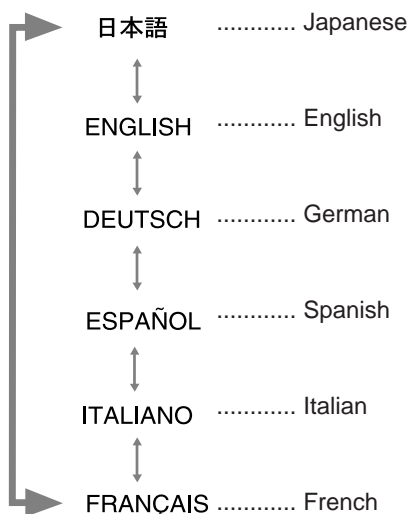 日本語 ............ Japanese
ENGLISH ............ English
DEUTSCH ............ German
ESPAÑOL ............ Spanish
ITALIANO ............ Italian
FRANÇAIS ............ French